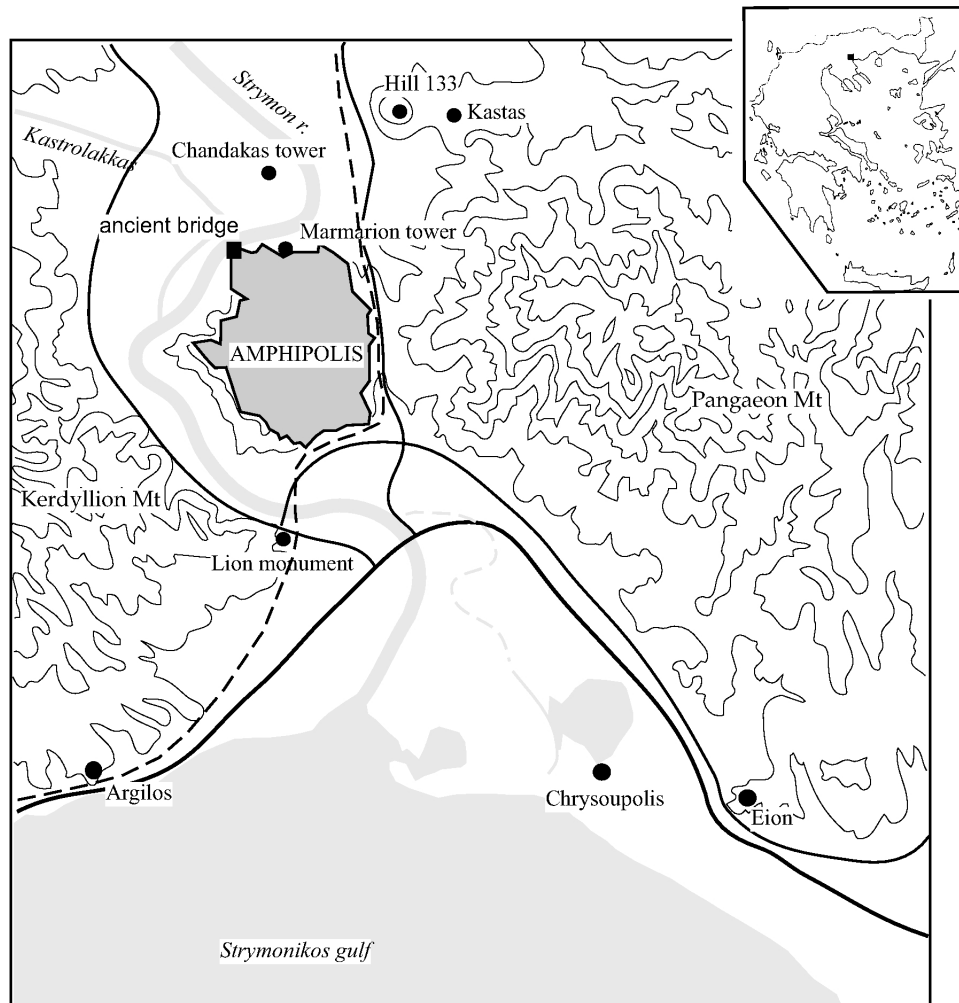 Strymon r.
Hill 133
Kastas
Kastrolakkas
Chandakas tower
ancient bridge
Marmarion tower
AMPHIPOLIS
Pangaeon Mt
Kerdyllion Mt
Lion monument
Argilos
Chrysoupolis
Eion
Strymonikos gulf